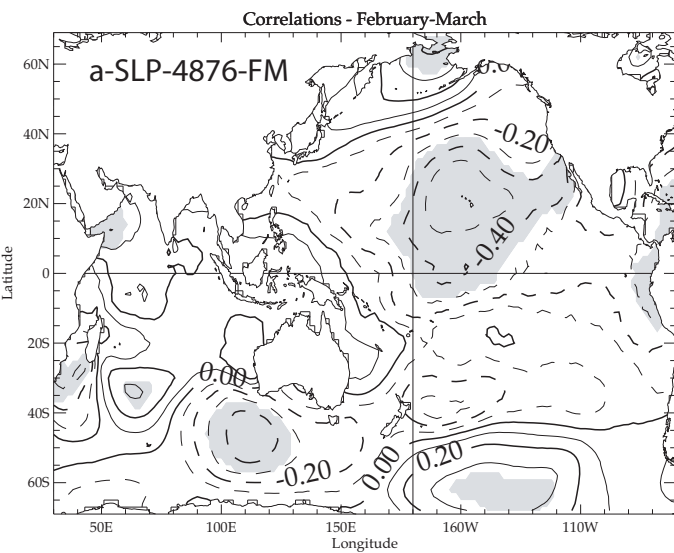 Correlations - February-March
a-SLP-4876-FM
60N
40N
20N
0
20S
40S
60S
Latitude
0.0
-0.20
-0.40
0.00
-0.20
0.00
0.20
50E
100E
150E
160W
110W
Longitude